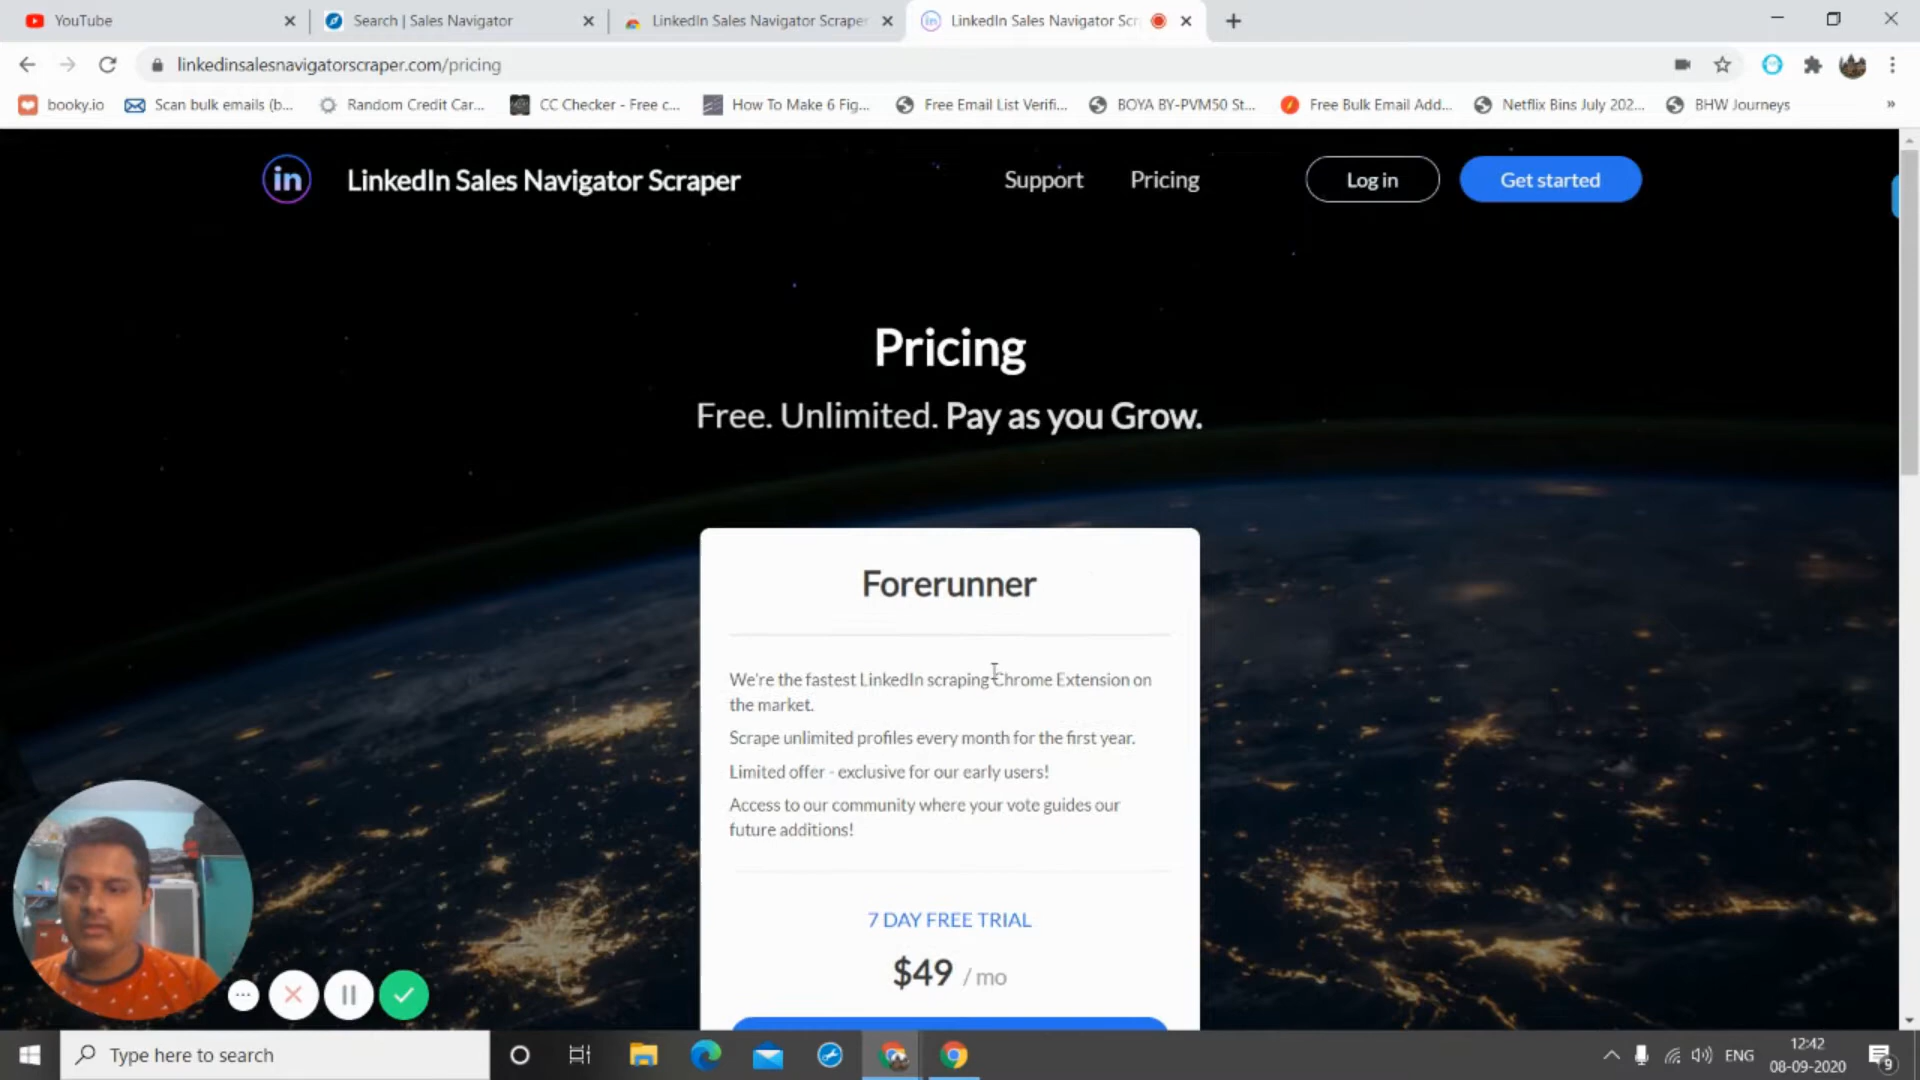 YouTube
Search | Sales Navigator
LinkedIn Sales Navigator Scraper
LinkedIn Sales Navigator Scr
linkedinsalesnavigatorscraper.com/pricing
booky.io
Scan bulk emails (b...
Random Credit Car...
CC Checker - Free c...
How To Make 6 Fig...
Free Email List Verifi...
BOYA BY-PVM50 St...
Free Bulk Email Add...
Netflix Bins July 202...
BHW Journeys
»
in
LinkedIn Sales Navigator Scraper
Support
Pricing
Log in
Get started
Pricing
Free. Unlimited. Pay as you Grow.
Forerunner
We're the fastest LinkedIn scraping Chrome Extension on
the market.
Scrape unlimited profiles every month for the first year.
Limited offer - exclusive for our early users!
Access to our community where your vote guides our
future additions!
7 DAY FREE TRIAL
$49 / mo
Type here to search
ENG
12:42
08-09-2020
9